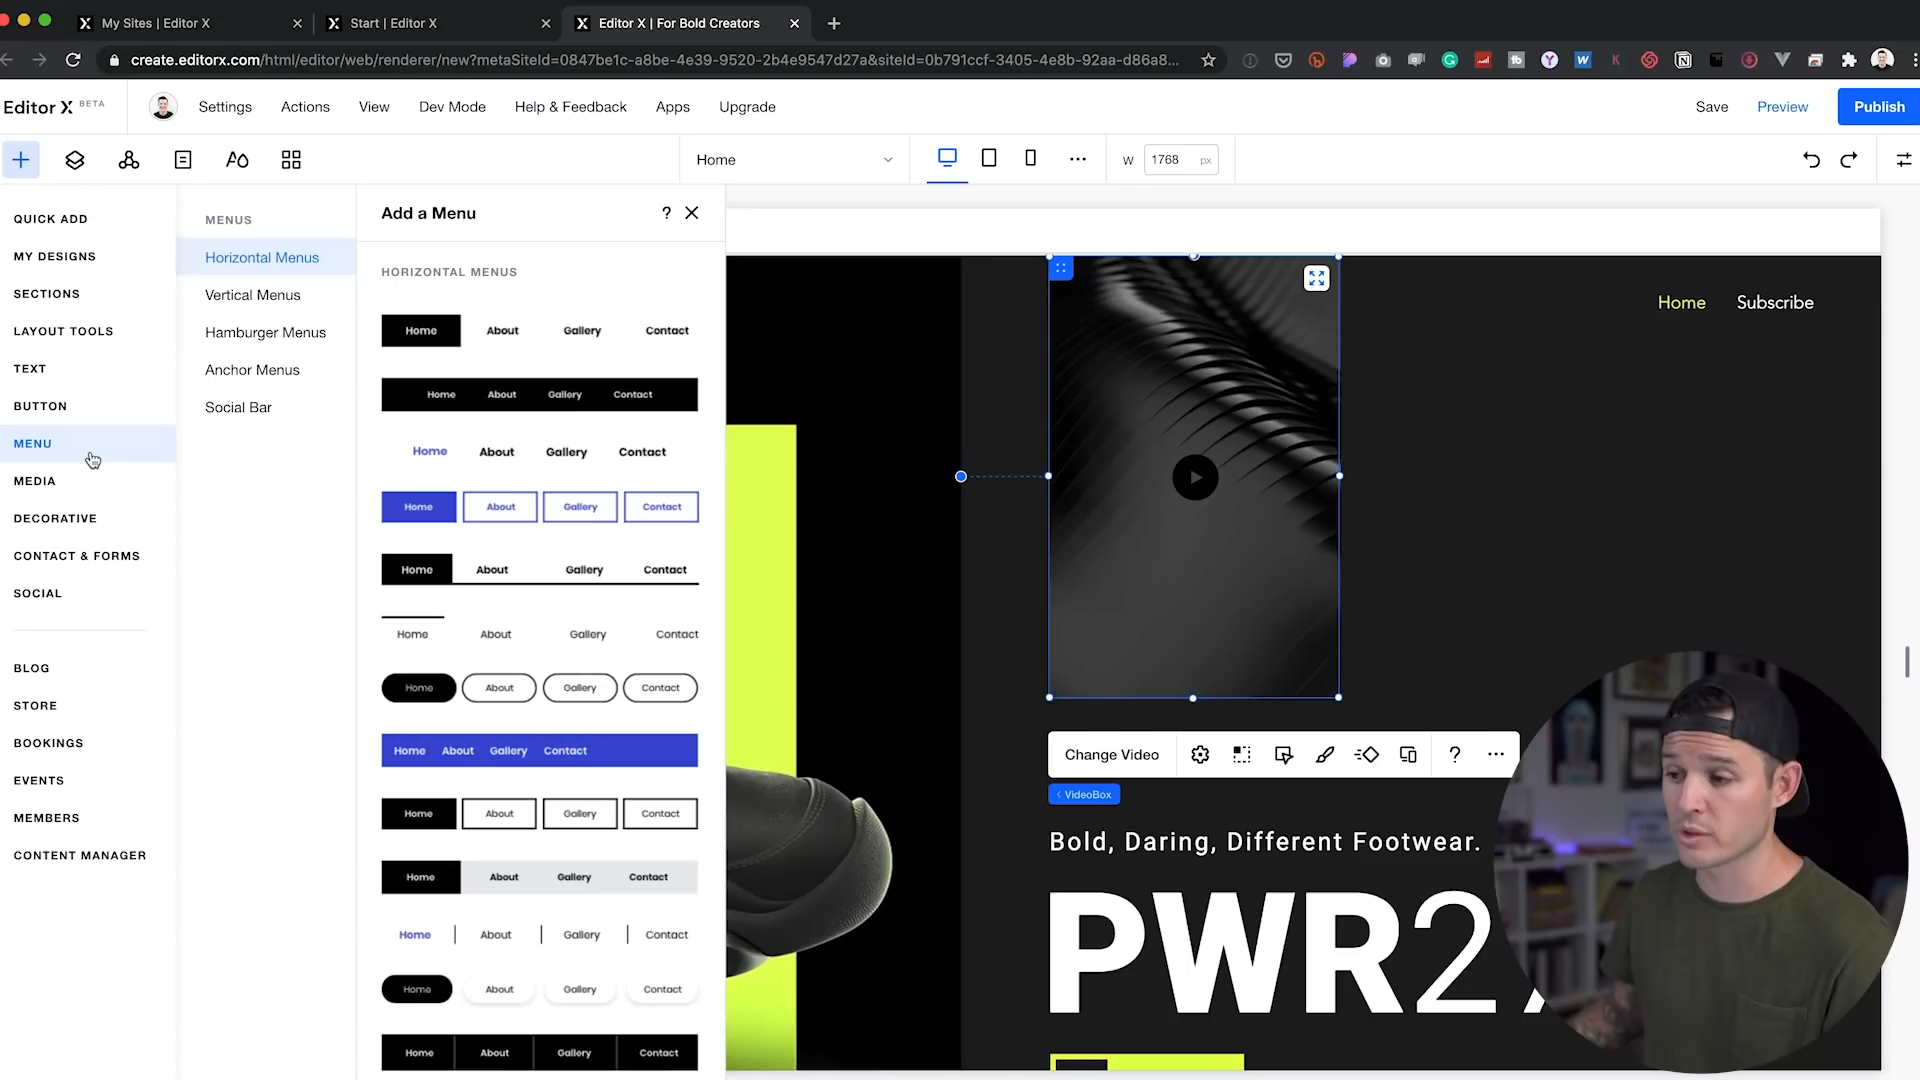 My Sites | Editor X
Start | Editor X
Editor X | For Bold Creators
create.editorx.com/html/editor/web/renderer/new?metaSiteId=0847be1c-a8be-4e39-9520-2b4e9547d27a&siteId=0b791ccf-3405-4e8b-92aa-d86a8...
Editor X BETA
Settings
Actions
View
Dev Mode
Help & Feedback
Apps
Upgrade
Save
Preview
Publish
Home
W 1768 px
QUICK ADD
MY DESIGNS
SECTIONS
LAYOUT TOOLS
TEXT
BUTTON
MENU
MEDIA
DECORATIVE
CONTACT & FORMS
SOCIAL
BLOG
STORE
BOOKINGS
EVENTS
MEMBERS
CONTENT MANAGER
MENUS
Horizontal Menus
Vertical Menus
Hamburger Menus
Anchor Menus
Social Bar
Add a Menu
?
HORIZONTAL MENUS
Home About Gallery Contact
Home About Gallery Contact
Home About Gallery Contact
Home About Gallery Contact
Home About Gallery Contact
Home About Gallery Contact
Home About Gallery Contact
Home About Gallery Contact
Home About Gallery Contact
Home About Gallery Contact
Home About Gallery Contact
Home About Gallery Contact
Home About Gallery Contact
Home Subscribe
Change Video
?
< VideoBox
Bold, Daring, Different Footwear.
PWR2